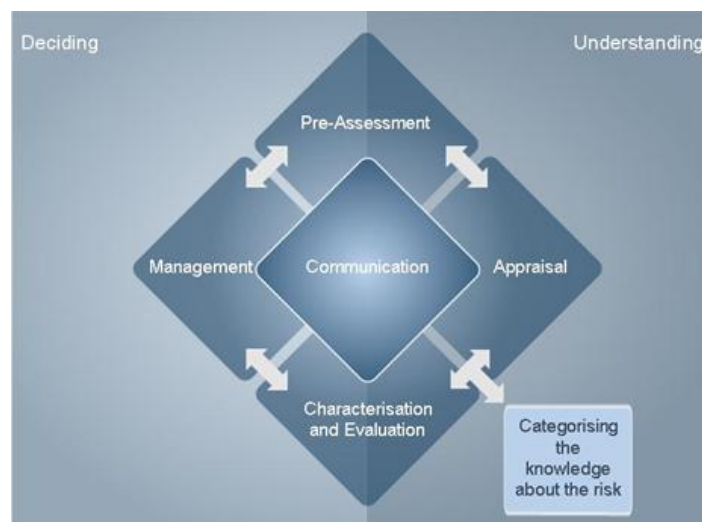 Deciding
Understanding
Pre-Assessment
Management
Communication
Appraisal
Characterisation
and Evaluation
Categorising
the
knowledge
about the risk